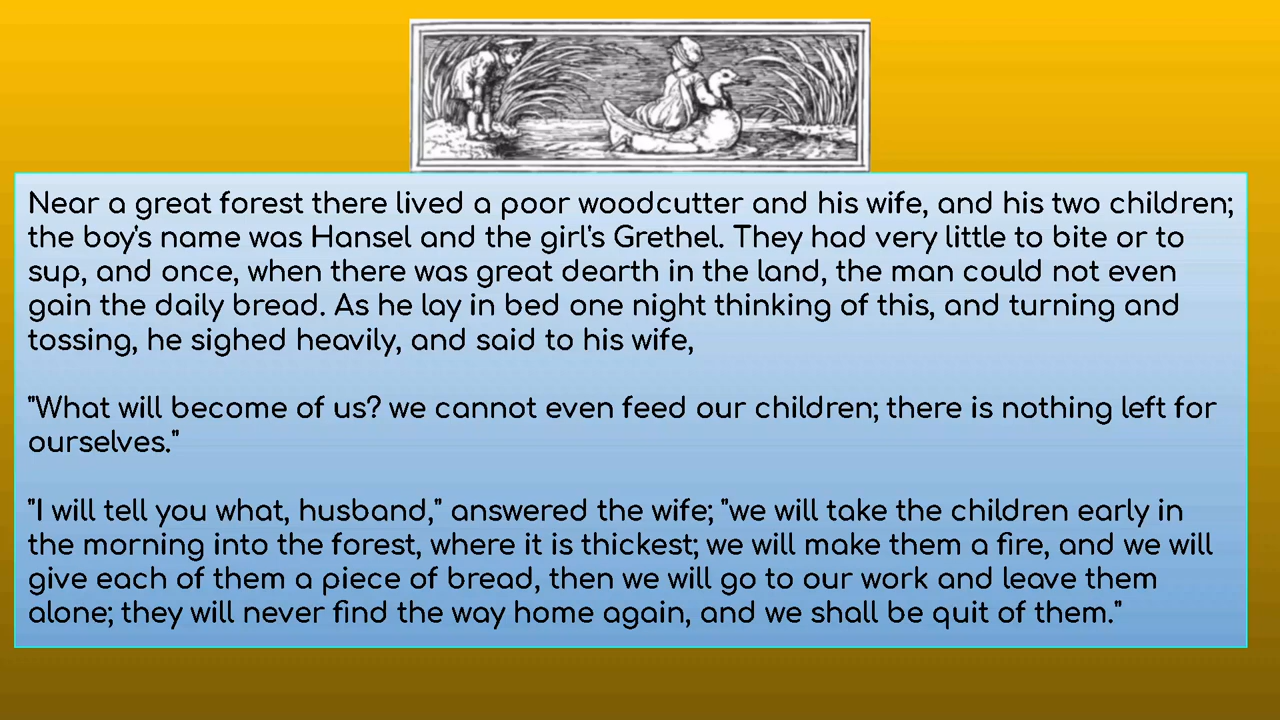 Near a great forest there lived a poor woodcutter and his wife, and his two children;
the boy's name was Hansel and the girl's Grethel. They had very little to bite or to
sup, and once, when there was great dearth in the land, the man could not even
gain the daily bread. As he lay in bed one night thinking of this, and turning and
tossing, he sighed heavily, and said to his wife,
"What will become of us? we cannot even feed our children; there is nothing left for
ourselves."
"I will tell you what, husband," answered the wife; "we will take the children early in
the morning into the forest, where it is thickest; we will make them a fire, and we will
give each of them a piece of bread, then we will go to our work and leave them
alone; they will never find the way home again, and we shall be quit of them."